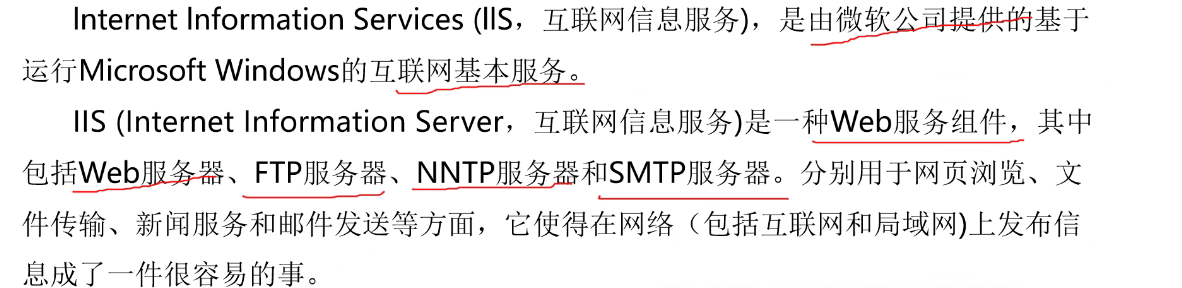 Internet Information Services (IIS，互联网信息服务)，是由微软公司提供的基于
运行Microsoft Windows的互联网基本服务。
IIS (Internet Information Server，互联网信息服务)是一种Web服务组件，其中
包括Web服务器、FTP服务器、NNTP服务器和SMTP服务器。分别用于网页浏览、文
件传输、新闻服务和邮件发送等方面，它使得在网络（包括互联网和局域网)上发布信
息成了一件很容易的事。